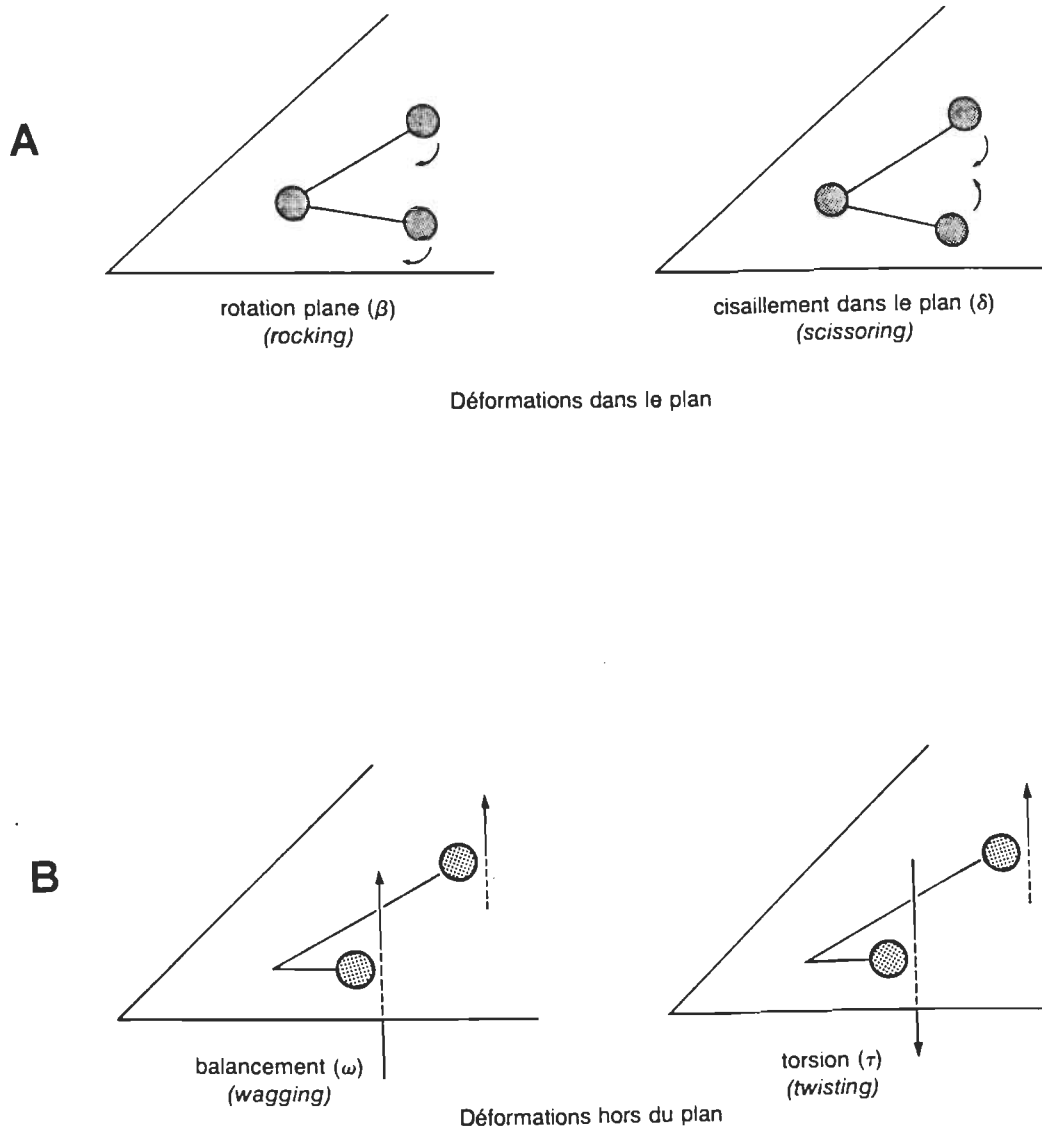 A
rotation plane (β)
(rocking)
cisaillement dans le plan (δ)
(scissoring)
Déformations dans le plan
B
balancement (ω)
(wagging)
torsion (τ)
(twisting)
Déformations hors du plan